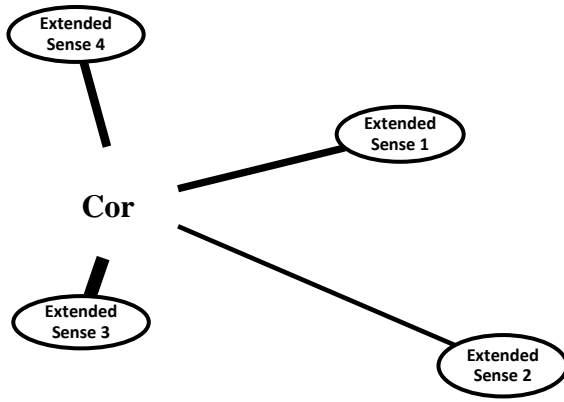 Extended
Sense 4
Extended
Sense 1
Cor
Extended
Sense 3
Extended
Sense 2